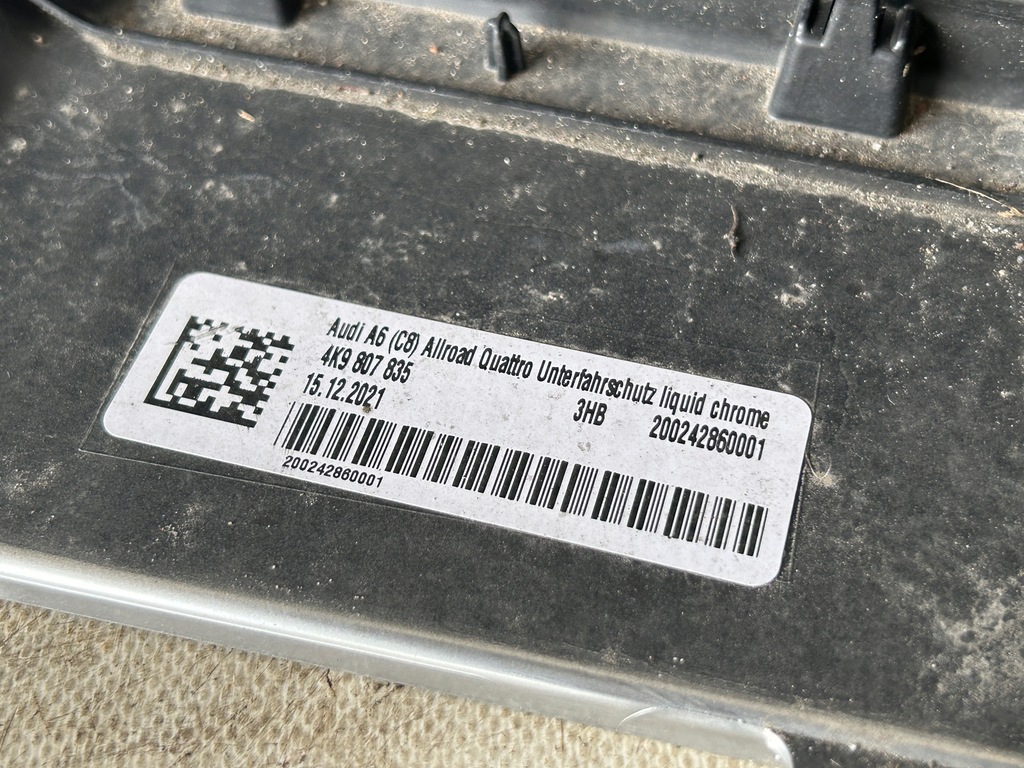 Audi A6 (C8) Allroad Quattro Unterfahrschutz liquid chrome
4K9 807 835
15.12.2021 3HB 200242860001
200242860001